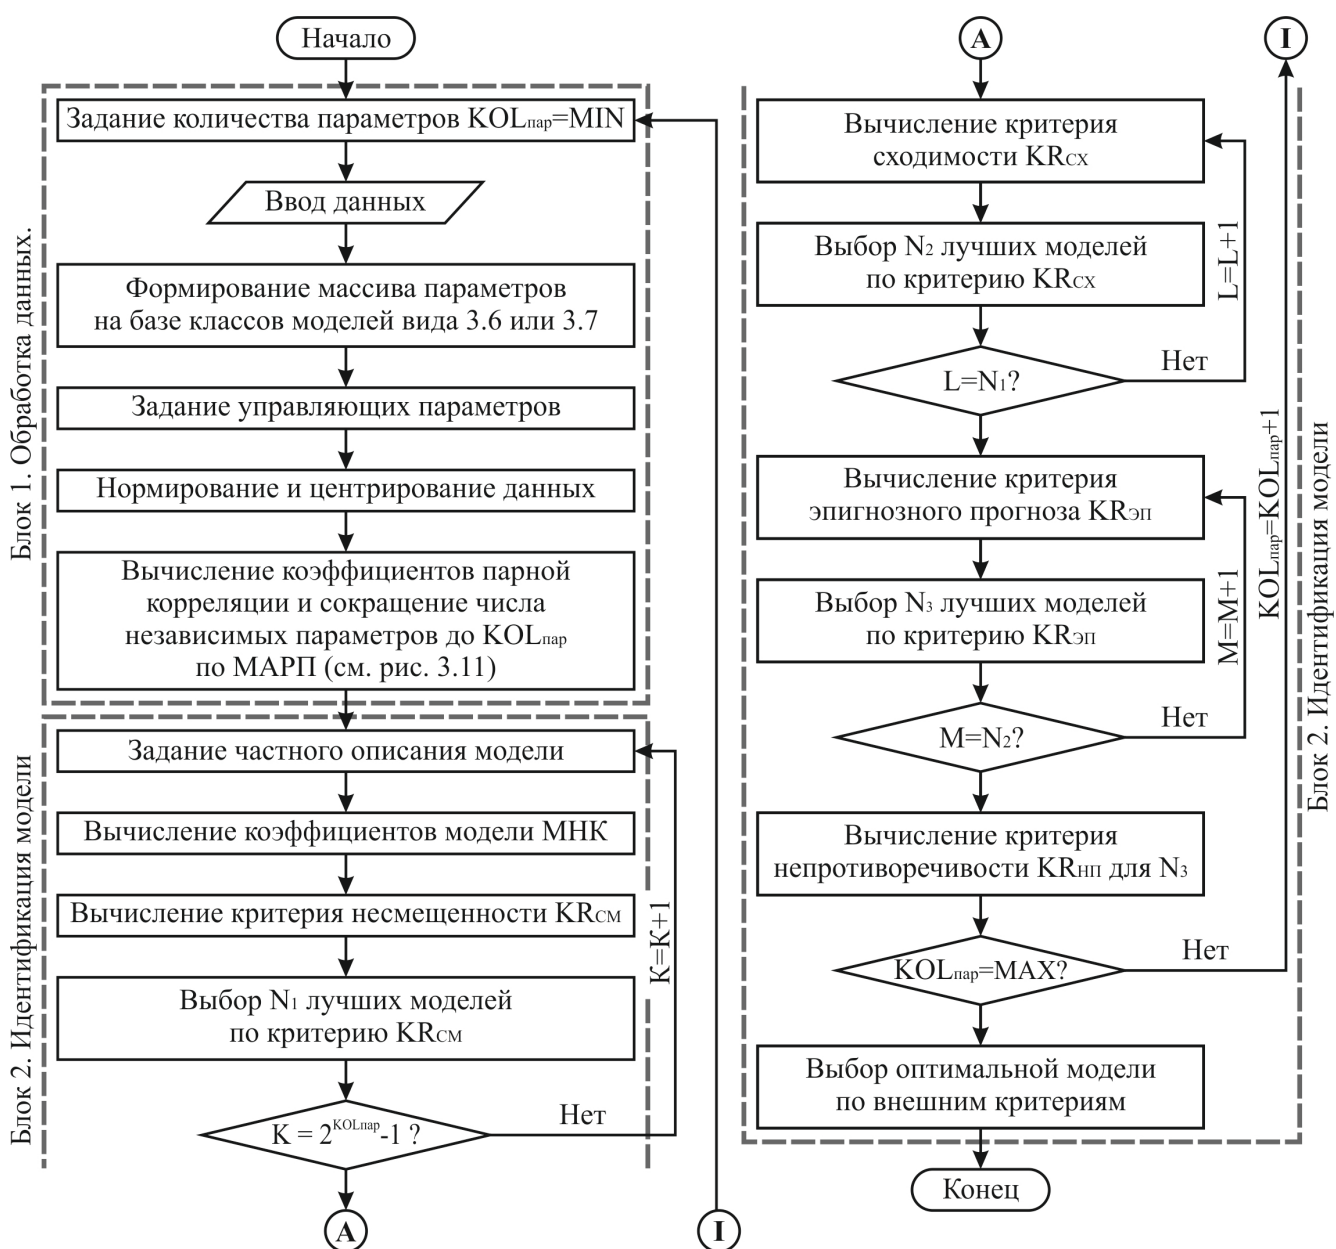 Начало
Задание количества параметров KOLпар=MIN
Ввод данных
Формирование массива параметров
на базе классов моделей вида 3.6 или 3.7
Задание управляющих параметров
Нормирование и центрирование данных
Вычисление коэффициентов парной
корреляции и сокращение числа
независимых параметров до KOLпар
по МАРП (см. рис. 3.11)
Блок 1. Обработка данных.
Задание частного описания модели
Вычисление коэффициентов модели МНК
Вычисление критерия несмещенности KRСМ
Выбор N1 лучших моделей
по критерию KRСМ
K = 2^KOLпар-1 ?
Нет
K=K+1
Блок 2. Идентификация модели
A
I
A
I
Вычисление критерия
сходимости KRСХ
Выбор N2 лучших моделей
по критерию KRСХ
L=N1?
Нет
L=L+1
Вычисление критерия
эпигнозного прогноза KRЭП
Выбор N3 лучших моделей
по критерию KRЭП
M=N2?
Нет
M=M+1
Вычисление критерия
непротиворечивости KRНП для N3
KOLпар=MAX?
Нет
KOLпар=KOLпар+1
Выбор оптимальной модели
по внешним критериям
Конец
Блок 2. Идентификация модели